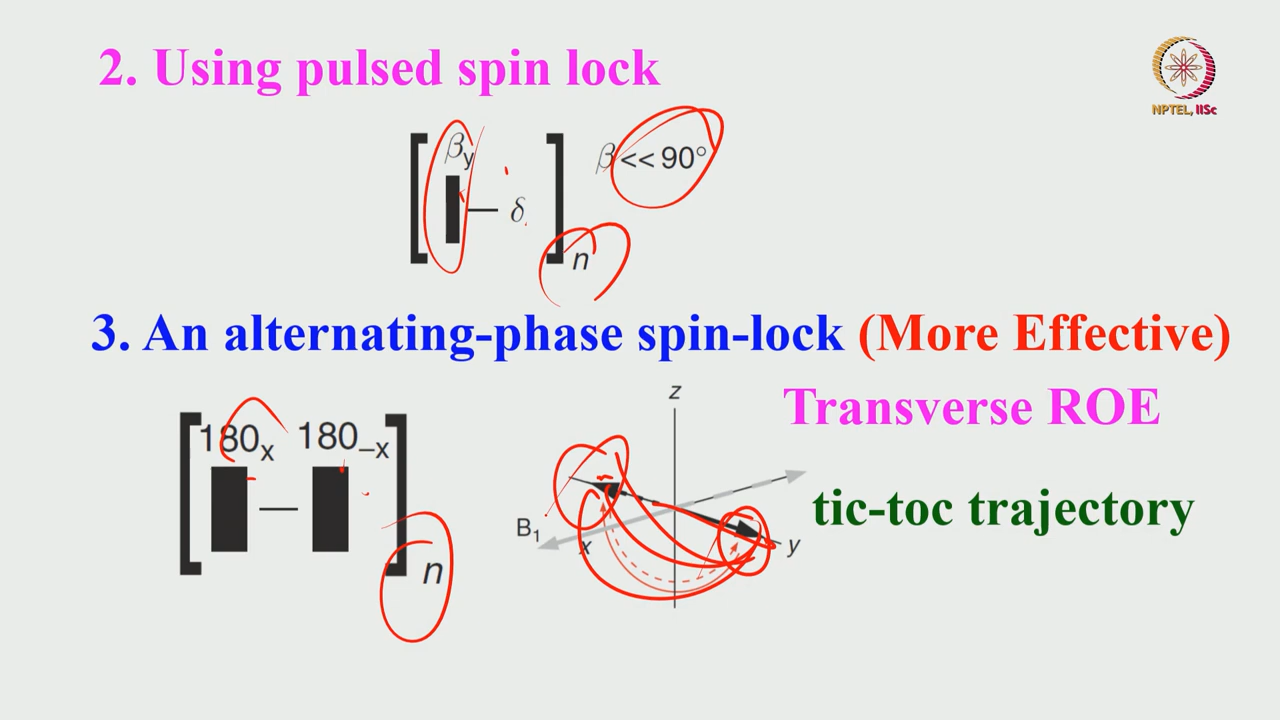 2. Using pulsed spin lock
NPTEL, IISc
βy
β << 90°
δ
n
3. An alternating-phase spin-lock (More Effective)
z
Transverse ROE
180x 180–x
tic-toc trajectory
B1
x
y
n